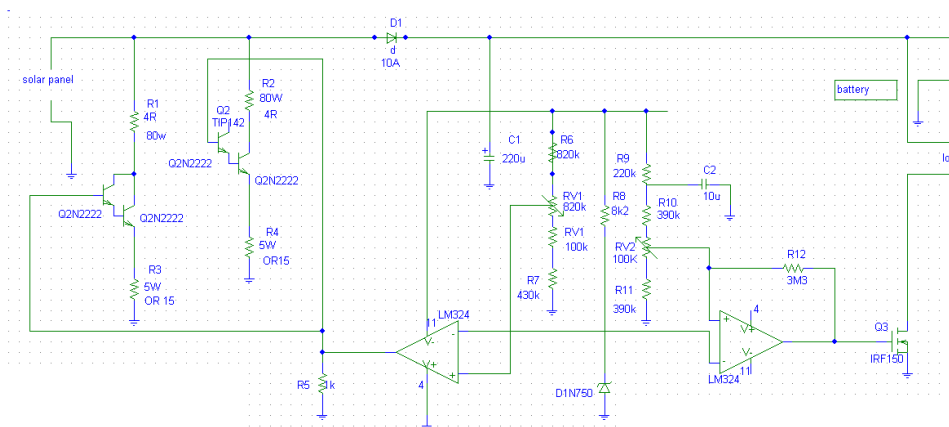 D1
d
10A
solar panel
R1
4R
80w
Q2
TIP142
R2
80W
4R
Q2N2222
Q2N2222
Q2N2222
Q2N2222
R4
5W
OR15
R3
5W
OR 15
R5
1k
11
LM324
V-
V+
4
-
+
C1
+
220u
R6
820k
RV1
820k
RV1
100k
R7
430k
R8
8k2
D1N750
R9
220k
C2
10u
R10
390k
RV2
100K
R11
390k
R12
3M3
+
-
4
V+
V-
11
LM324
Q3
IRF150
battery
lo